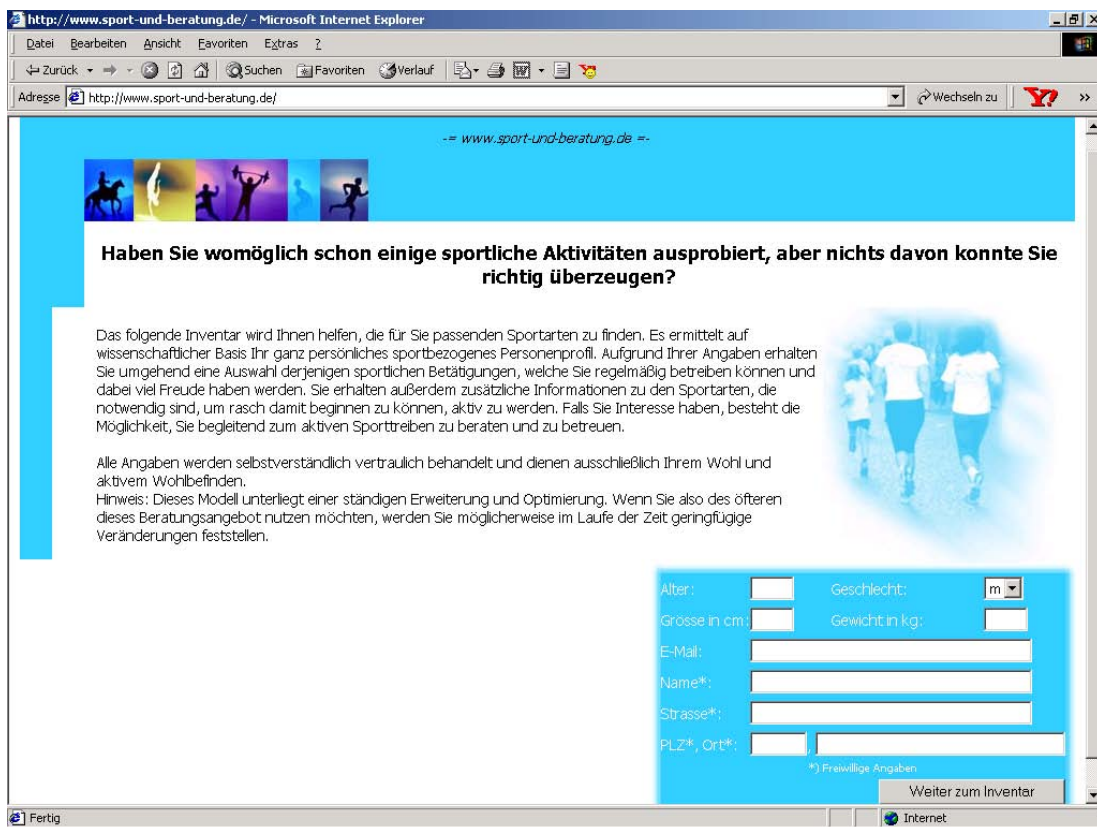 http://www.sport-und-beratung.de/ - Microsoft Internet Explorer
Datei Bearbeiten Ansicht Favoriten Extras ?
Zurück Suchen Favoriten Verlauf
Adresse http://www.sport-und-beratung.de/ Wechseln zu Y? »
-= www.sport-und-beratung.de =-
Haben Sie womöglich schon einige sportliche Aktivitäten ausprobiert, aber nichts davon konnte Sie
richtig überzeugen?
Das folgende Inventar wird Ihnen helfen, die für Sie passenden Sportarten zu finden. Es ermittelt auf
wissenschaftlicher Basis Ihr ganz persönliches sportbezogenes Personenprofil. Aufgrund Ihrer Angaben erhalten
Sie umgehend eine Auswahl derjenigen sportlichen Betätigungen, welche Sie regelmäßig betreiben können und
dabei viel Freude haben werden. Sie erhalten außerdem zusätzliche Informationen zu den Sportarten, die
notwendig sind, um rasch damit beginnen zu können, aktiv zu werden. Falls Sie Interesse haben, besteht die
Möglichkeit, Sie begleitend zum aktiven Sporttreiben zu beraten und zu betreuen.
Alle Angaben werden selbstverständlich vertraulich behandelt und dienen ausschließlich Ihrem Wohl und
aktivem Wohlbefinden.
Hinweis: Dieses Modell unterliegt einer ständigen Erweiterung und Optimierung. Wenn Sie also des öfteren
dieses Beratungsangebot nutzen möchten, werden Sie möglicherweise im Laufe der Zeit geringfügige
Veränderungen feststellen.
Alter: Geschlecht: m
Grösse in cm: Gewicht in kg:
E-Mail:
Name*:
Strasse*:
PLZ*, Ort*: ,
*) Freiwillige Angaben
Weiter zum Inventar
Fertig Internet